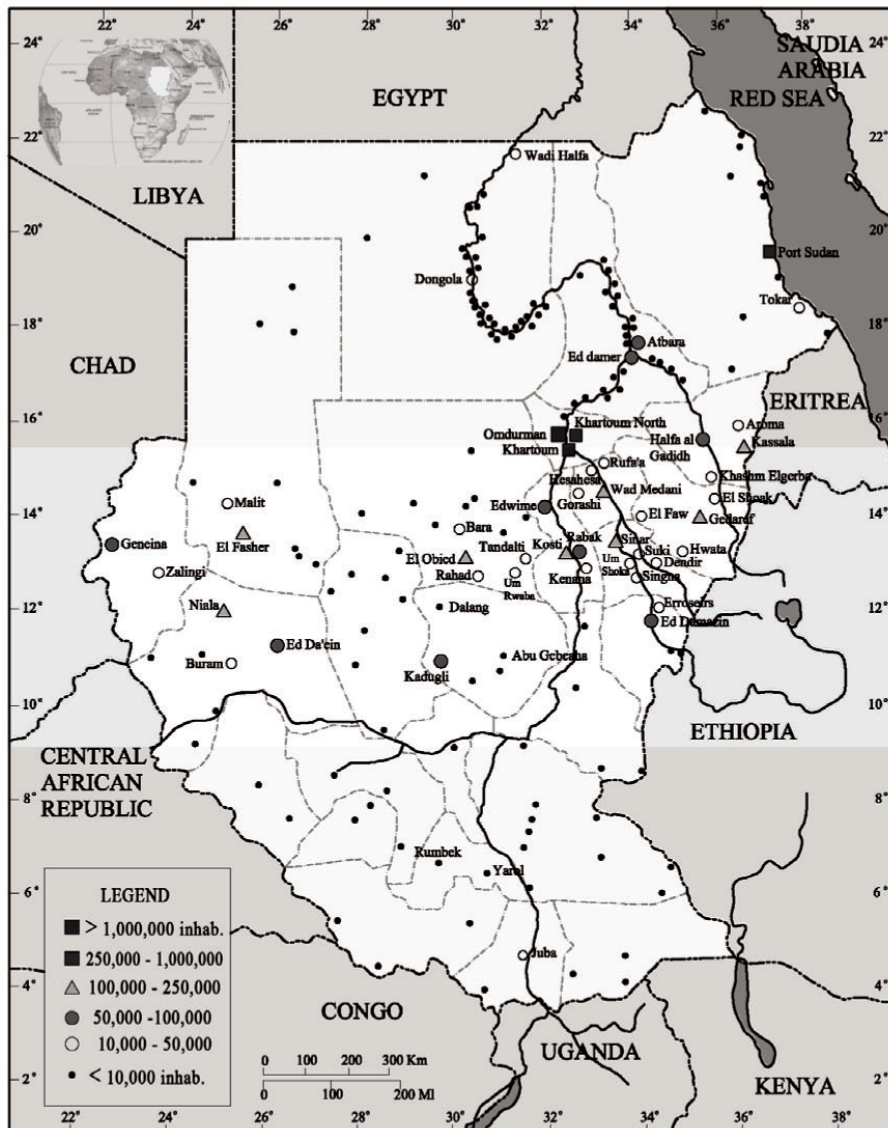 22°
24°
26°
28°
30°
32°
34°
36°
38°
24°
24°
SAUDIA
ARABIA
RED SEA
EGYPT
22°
22°
Wadi Halfa
LIBYA
20°
20°
Port Sudan
Dongola
Tokar
18°
18°
Atbara
Ed damer
CHAD
ERITREA
16°
16°
Aroma
Khartoum North
Omdurman
Halfa al
Gadidh
Kassala
Khartoum
Rufa'a
Hesahesa
Khashm Elgerba
Wad Medani
El Shoak
Malit
Gorashi
Edwime
El Faw
Gedaref
14°
14°
Bara
El Fasher
Rabak
Sinar
Geneina
Tandalti
Kosti
Suki
Hwata
El Obied
Um
Shoka
Dendir
Zalingi
Rahad
Um
Rwaba
Kenana
Singha
12°
12°
Niala
Dalang
Erroseirs
Ed Damazin
Ed Da'ein
Abu Gebeaha
Buram
Kadugli
10°
10°
ETHIOPIA
CENTRAL
AFRICAN
REPUBLIC
8°
8°
Rumbek
Yarol
6°
6°
LEGEND
> 1,000,000 inhab.
250,000 - 1,000,000
100,000 - 250,000
50,000 -100,000
10,000 - 50,000
< 10,000 inhab.
Juba
4°
4°
CONGO
UGANDA
KENYA
0 100 200 300 Km
0 100 200 MI
2°
2°
22°
24°
26°
28°
30°
32°
34°
36°
38°